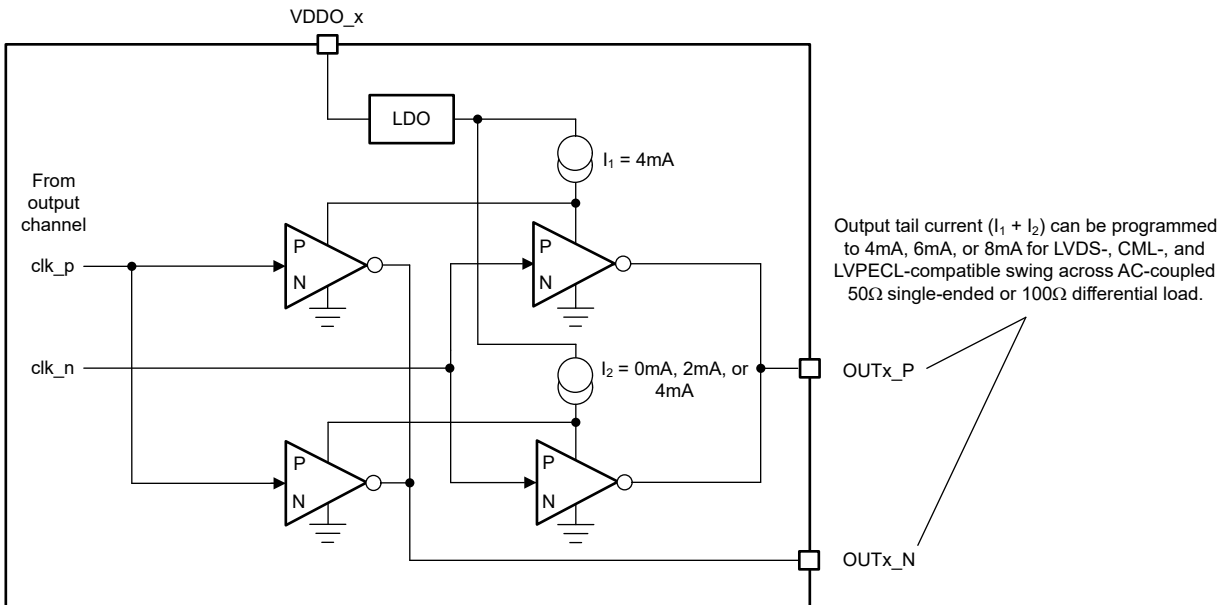 VDDO_x
LDO
I₁ = 4mA
From
output
channel
P
N
P
N
clk_p
Output tail current (I₁ + I₂) can be programmed
to 4mA, 6mA, or 8mA for LVDS-, CML-, and
LVPECL-compatible swing across AC-coupled
50Ω single-ended or 100Ω differential load.
clk_n
I₂ = 0mA, 2mA, or
4mA
OUTx_P
P
N
P
N
OUTx_N